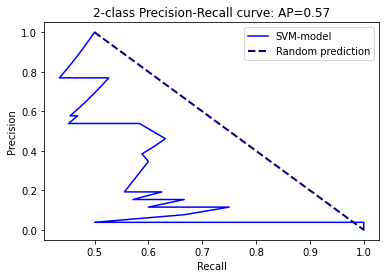 2-class Precision-Recall curve: AP=0.57
SVM-model
Random prediction
Precision
1.0
0.8
0.6
0.4
0.2
0.0
0.5
0.6
0.7
0.8
0.9
1.0
Recall